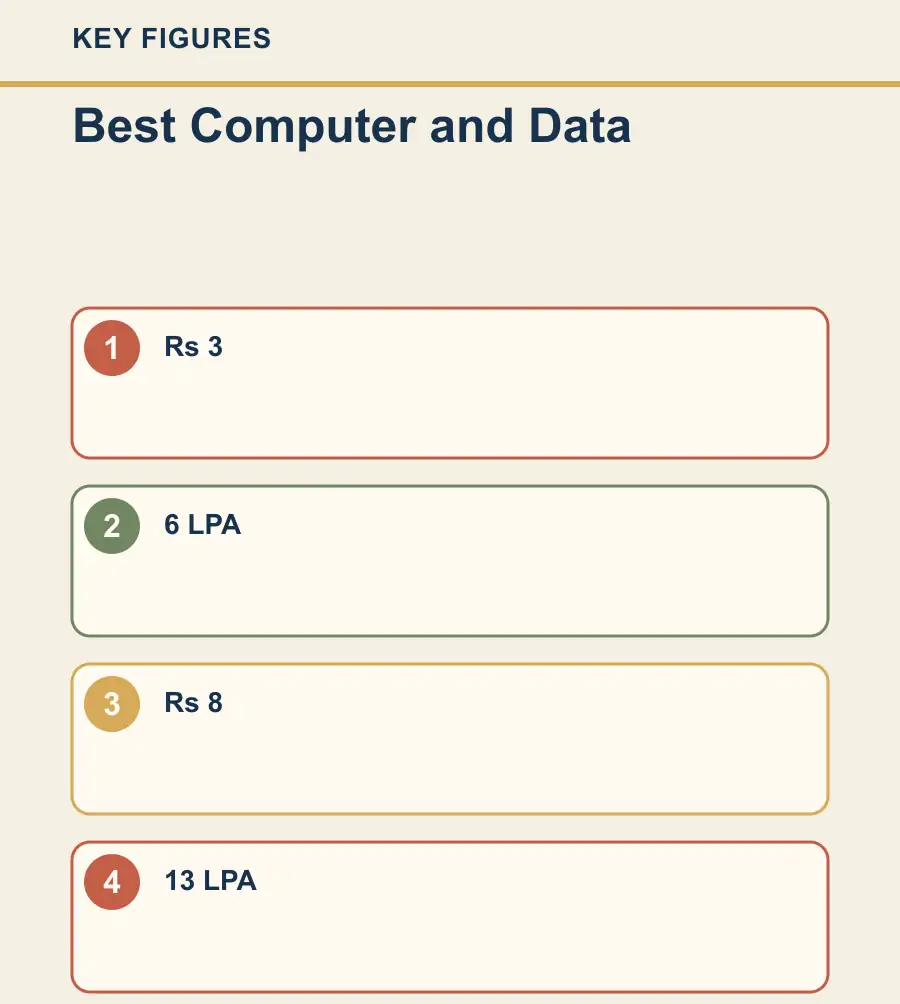 KEY FIGURES
Best Computer and Data
1 Rs 3
2 6 LPA
3 Rs 8
4 13 LPA